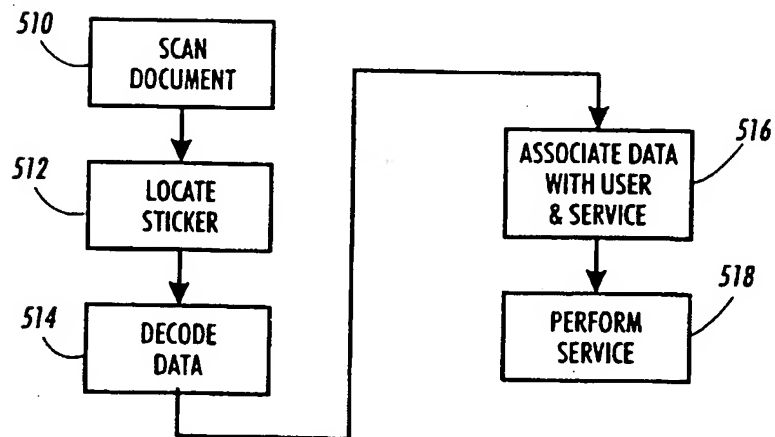 510
SCAN
DOCUMENT
512
LOCATE
STICKER
514
DECODE
DATA
ASSOCIATE DATA
WITH USER
& SERVICE
516
PERFORM
SERVICE
518